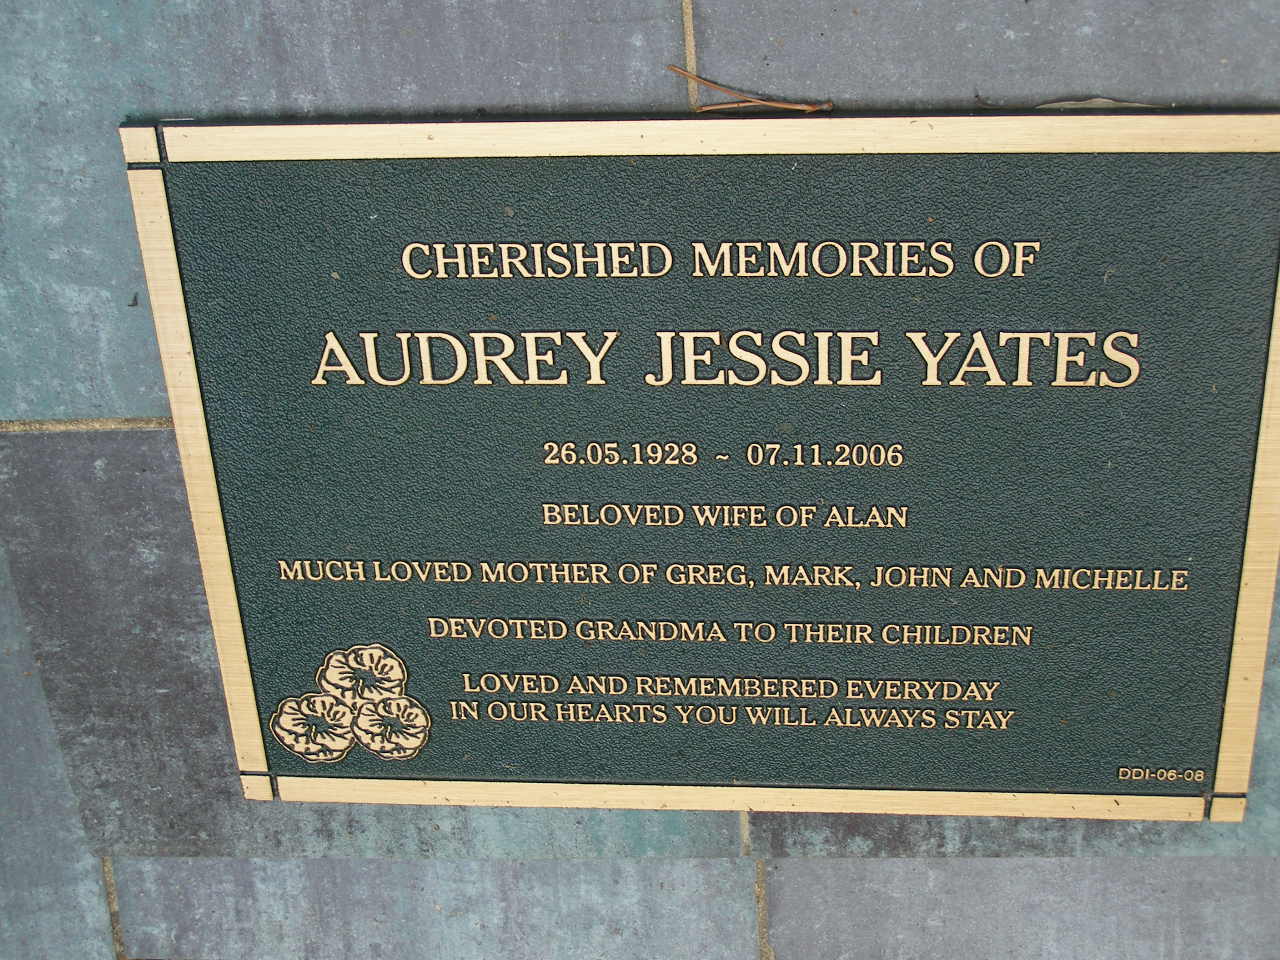 CHERISHED MEMORIES OF
AUDREY JESSIE YATES
26.05.1928 ~ 07.11.2006
BELOVED WIFE OF ALAN
MUCH LOVED MOTHER OF GREG, MARK, JOHN AND MICHELLE
DEVOTED GRANDMA TO THEIR CHILDREN
LOVED AND REMEMBERED EVERYDAY
IN OUR HEARTS YOU WILL ALWAYS STAY
DDI-06-08